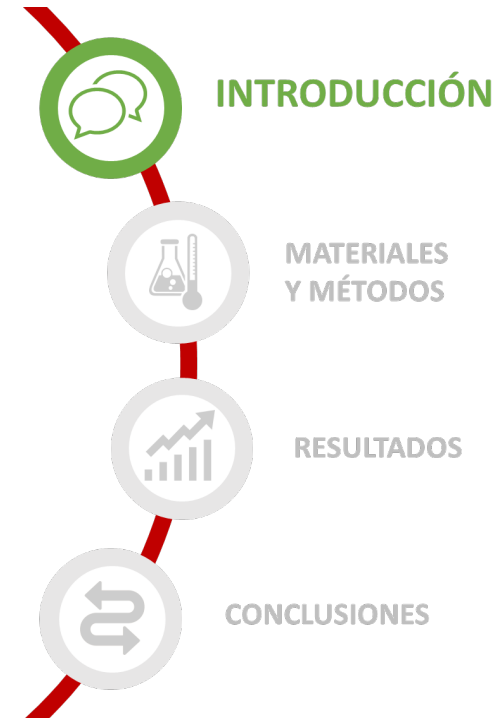 INTRODUCCIÓN
MATERIALES
Y MÉTODOS
RESULTADOS
CONCLUSIONES